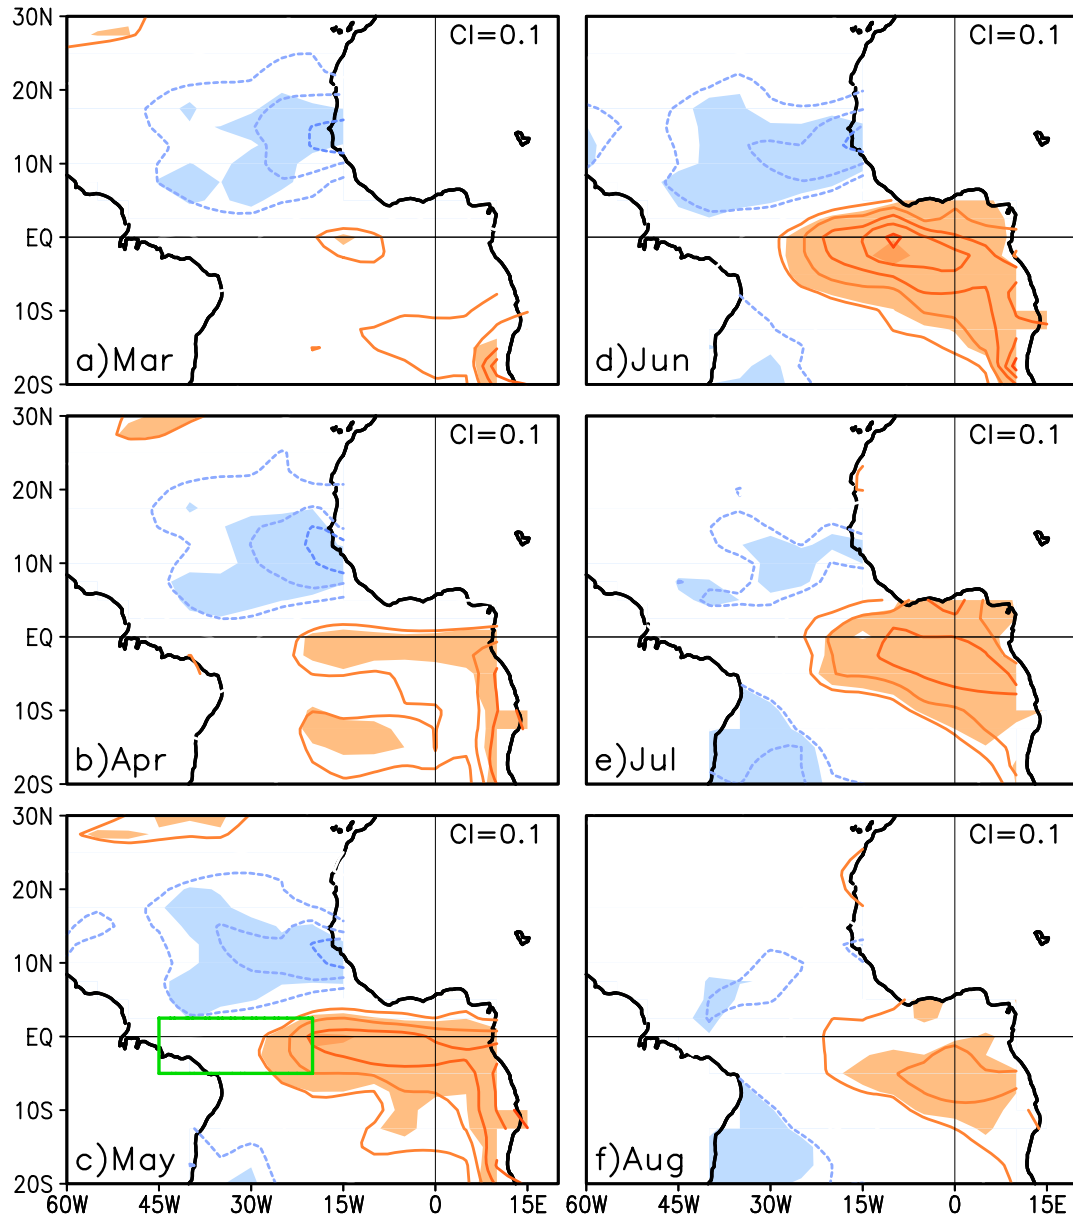 30N
20N
10N
EQ
10S
20S
CI=0.1
a)Mar
CI=0.1
d)Jun
30N
20N
10N
EQ
10S
20S
CI=0.1
b)Apr
CI=0.1
e)Jul
30N
20N
10N
EQ
10S
20S
CI=0.1
c)May
CI=0.1
f)Aug
60W 45W 30W 15W 0 15E
60W 45W 30W 15W 0 15E